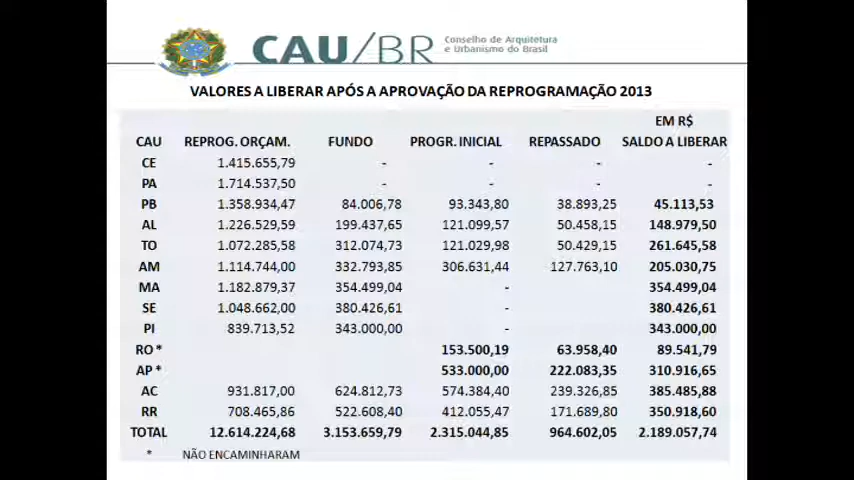 CAU/BR Conselho de Arquitetura
e Urbanismo do Brasil
VALORES A LIBERAR APÓS A APROVAÇÃO DA REPROGRAMAÇÃO 2013
EM R$
CAU REPROG. ORÇAM. FUNDO PROGR. INICIAL REPASSADO SALDO A LIBERAR
CE 1.415.655,79 - - - -
PA 1.714.537,50 - - - -
PB 1.358.934,47 84.006,78 93.343,80 38.893,25 45.113,53
AL 1.226.529,59 199.437,65 121.099,57 50.458,15 148.979,50
TO 1.072.285,58 312.074,73 121.029,98 50.429,15 261.645,58
AM 1.114.744,00 332.793,85 306.631,44 127.763,10 205.030,75
MA 1.182.879,37 354.499,04 - 354.499,04
SE 1.048.662,00 380.426,61 - 380.426,61
PI 839.713,52 343.000,00 - 343.000,00
RO * 153.500,19 63.958,40 89.541,79
AP * 533.000,00 222.083,35 310.916,65
AC 931.817,00 624.812,73 574.384,40 239.326,85 385.485,88
RR 708.465,86 522.608,40 412.055,47 171.689,80 350.918,60
TOTAL 12.614.224,68 3.153.659,79 2.315.044,85 964.602,05 2.189.057,74
* NÃO ENCAMINHARAM